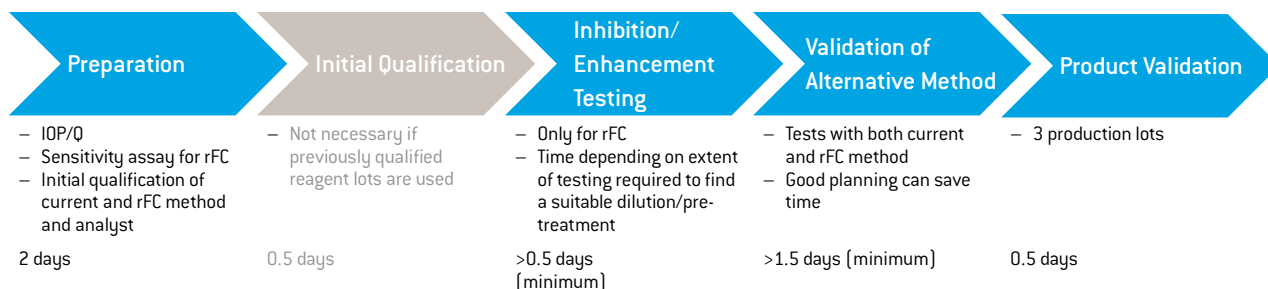 Preparation
– IOP/Q
– Sensitivity assay for rFC
– Initial qualification of
current and rFC method
and analyst
2 days
Initial Qualification
– Not necessary if
previously qualified
reagent lots are used
0.5 days
Inhibition/
Enhancement
Testing
– Only for rFC
– Time depending on extent
of testing required to find
a suitable dilution/pre-
treatment
>0.5 days
(minimum)
Validation of
Alternative Method
– Tests with both current
and rFC method
– Good planning can save
time
>1.5 days (minimum)
Product Validation
– 3 production lots
0.5 days